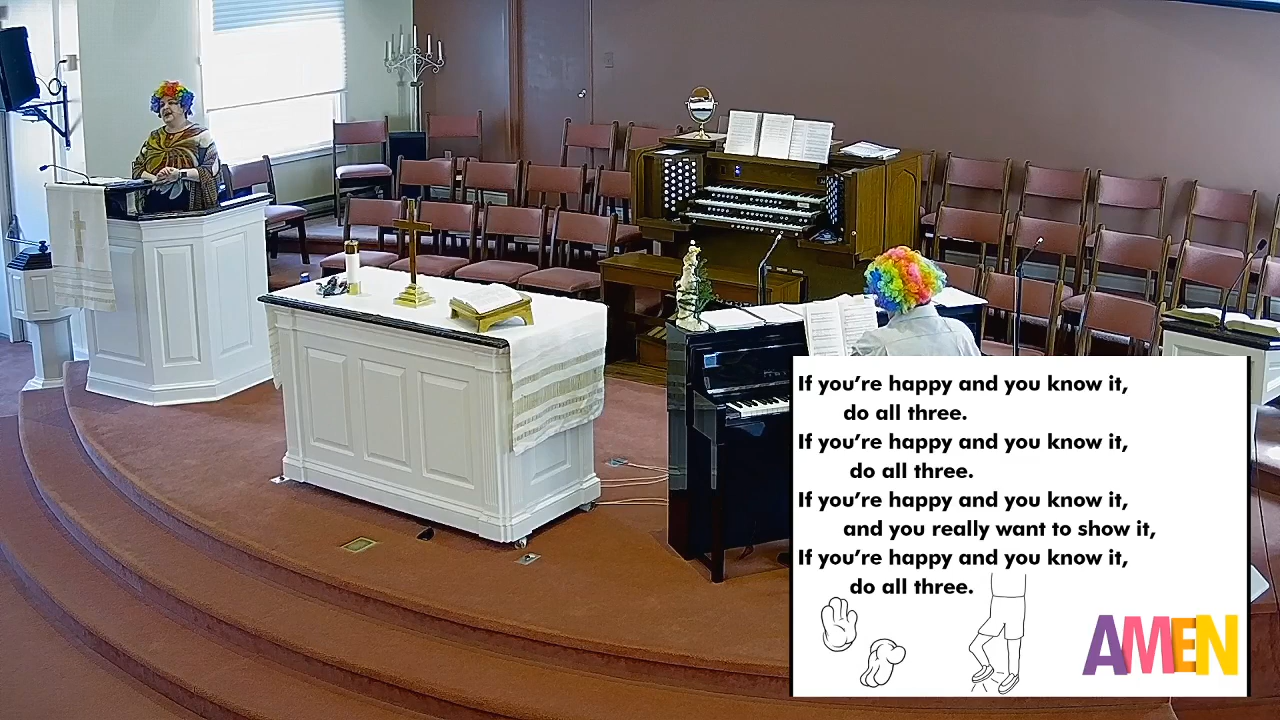 If you're happy and you know it,
do all three.
If you're happy and you know it,
do all three.
If you're happy and you know it,
and you really want to show it,
If you're happy and you know it,
do all three.
AMEN